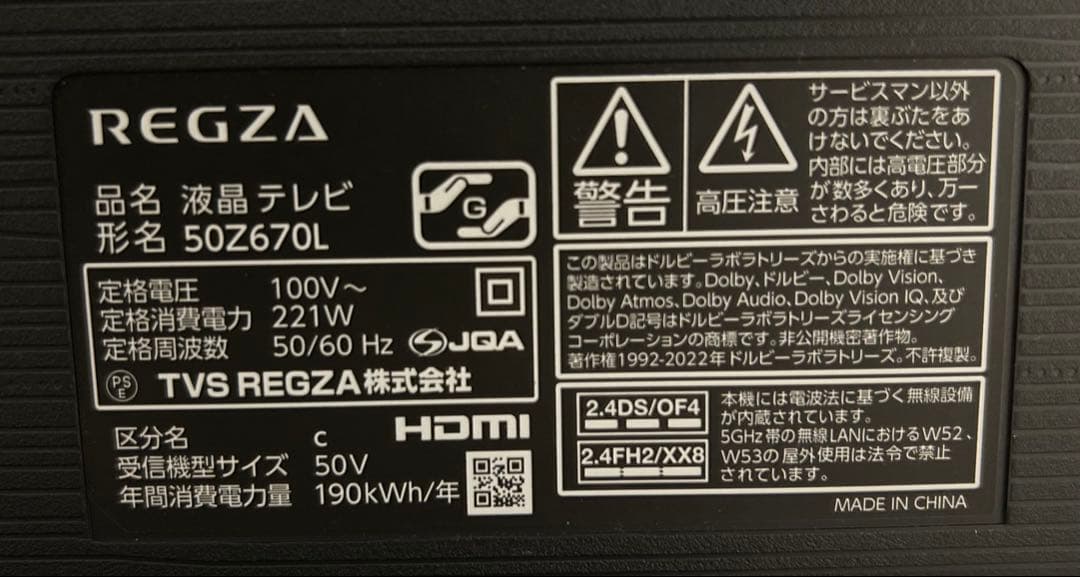 REGZA
品名 液晶テレビ
形名 50Z670L
G
定格電圧 100V～
定格消費電力 221W
定格周波数 50/60 Hz
JQA
PS
E
TVS REGZA株式会社
区分名 c
受信機型サイズ 50V
年間消費電力量 190kWh/年
HDMI
警告
高圧注意
サービスマン以外
の方は裏ぶたをあ
けないでください。
内部には高電圧部分
が数多くあり、万一
さわると危険です。
この製品はドルビーラボラトリーズからの実施権に基づき
製造されています。Dolby、ドルビー、Dolby Vision、
Dolby Atmos、Dolby Audio、Dolby Vision IQ、及び
ダブルD記号はドルビーラボラトリーズライセンシング
コーポレーションの商標です。非公開機密著作物。
著作権1992-2022年ドルビーラボラトリーズ。不許複製。
2.4DS/OF4
2.4FH2/XX8
本機には電波法に基づく無線設備
が内蔵されています。
5GHz 帯の無線LANにおけるW52、
W53の屋外使用は法令で禁止
されています。
MADE IN CHINA